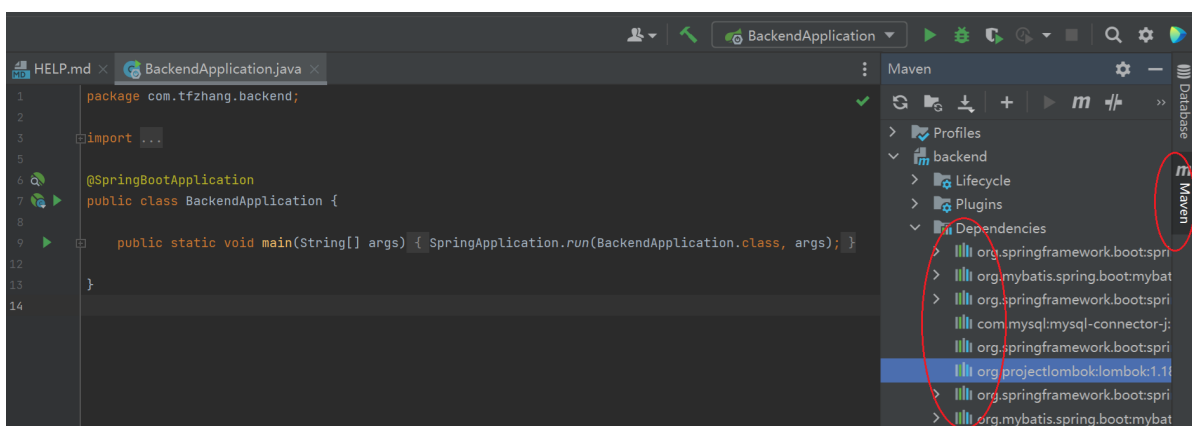 BackendApplication
HELP.md
BackendApplication.java
Maven
1 package com.tfzhang.backend;
2
3 import ...
5
6 @SpringBootApplication
7 public class BackendApplication {
8
9 public static void main(String[] args) { SpringApplication.run(BackendApplication.class, args); }
12
13 }
14
Profiles
backend
Lifecycle
Plugins
Dependencies
org.springframework.boot:spri
org.mybatis.spring.boot:mybat
org.springframework.boot:spri
com.mysql:mysql-connector-j:
org.springframework.boot:spri
org.projectlombok:lombok:1.18
org.springframework.boot:spri
org.mybatis.spring.boot:mybat
Database
m Maven